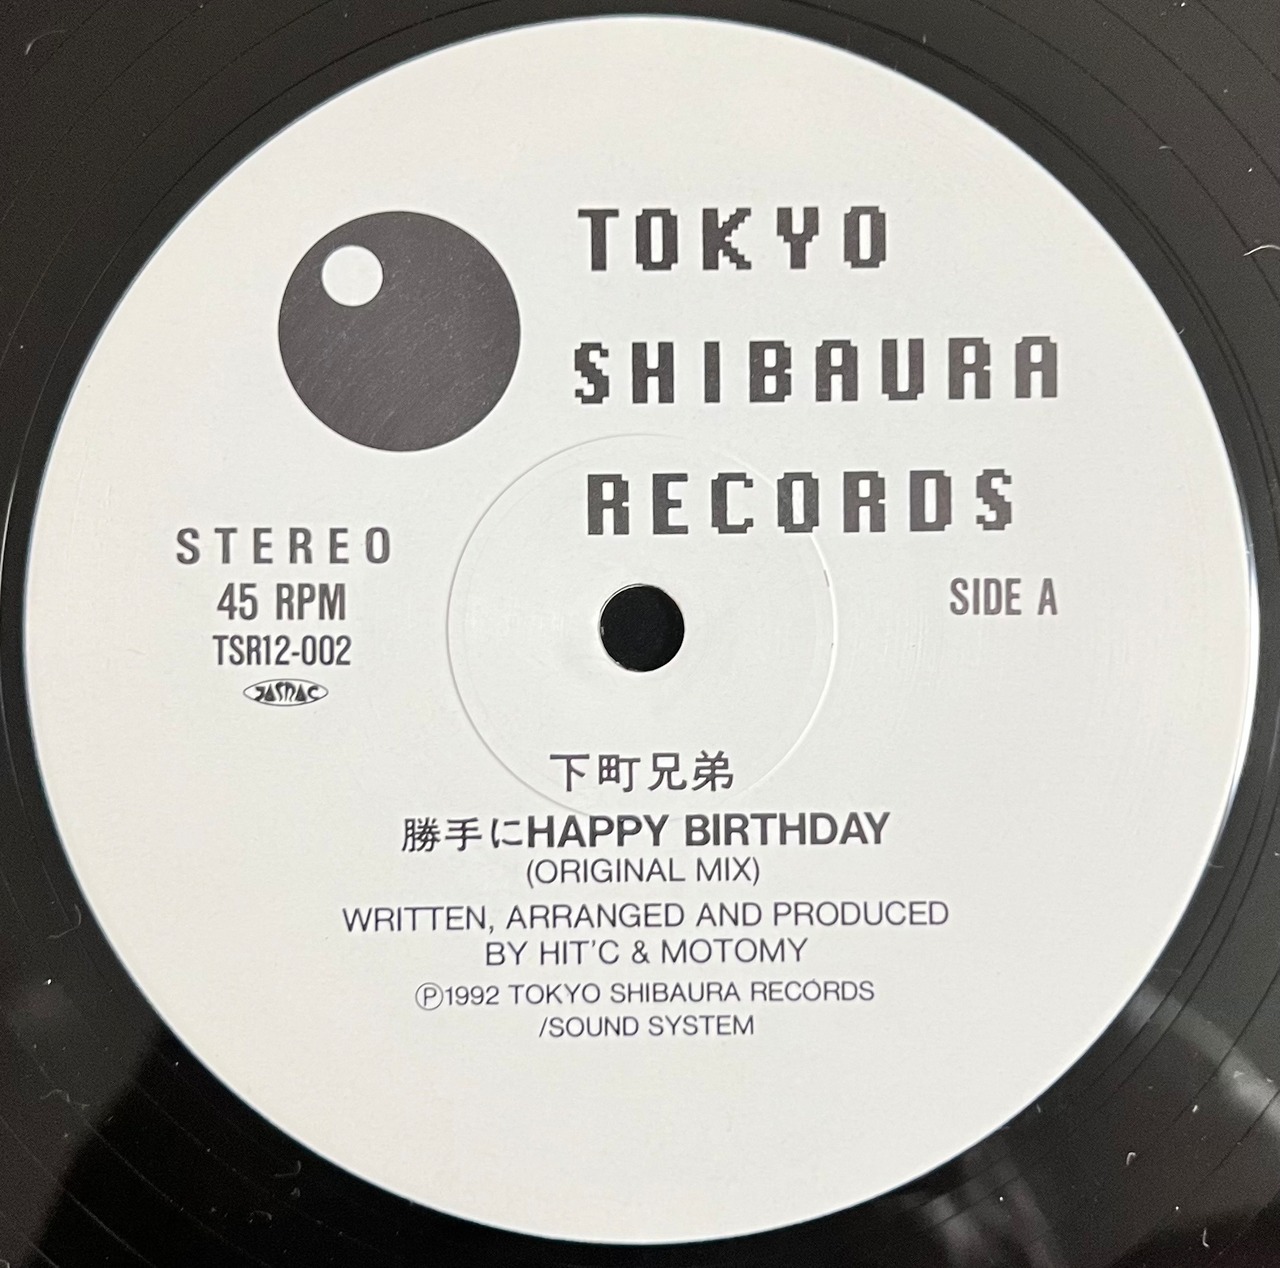 TOKYO
SHIBAURA
RECORDS
STEREO
45 RPM
TSR12-002
JASRAC
SIDE A
下町兄弟
勝手にHAPPY BIRTHDAY
(ORIGINAL MIX)
WRITTEN, ARRANGED AND PRODUCED
BY HIT'C & MOTOMY
Ⓟ1992 TOKYO SHIBAURA RECORDS
/SOUND SYSTEM